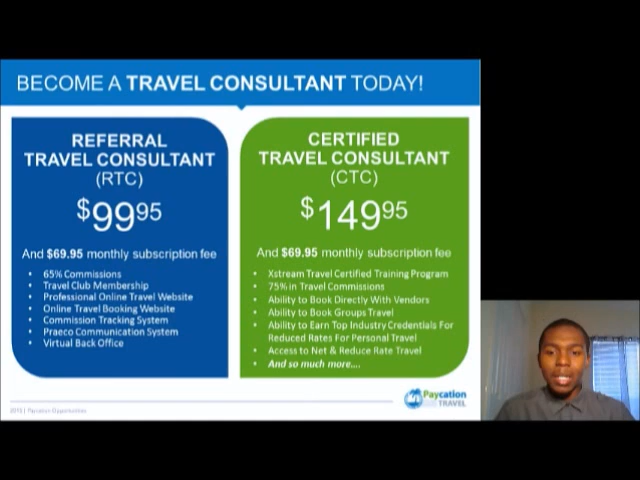 BECOME A TRAVEL CONSULTANT TODAY!
REFERRAL
TRAVEL CONSULTANT
(RTC)
$99.95
And $69.95 monthly subscription fee
• 65% Commissions
• Travel Club Membership
• Professional Online Travel Website
• Online Travel Booking Website
• Commission Tracking System
• Praeco Communication System
• Virtual Back Office
CERTIFIED
TRAVEL CONSULTANT
(CTC)
$149.95
And $69.95 monthly subscription fee
• Xstream Travel Certified Training Program
• 75% in Travel Commissions
• Ability to Book Directly With Vendors
• Ability to Book Groups Travel
• Ability to Earn Top Industry Credentials For
Reduced Rates For Personal Travel
• Access to Net & Reduce Rate Travel
• And so much more....
| Paycation Opportunities
Paycation
TRAVEL